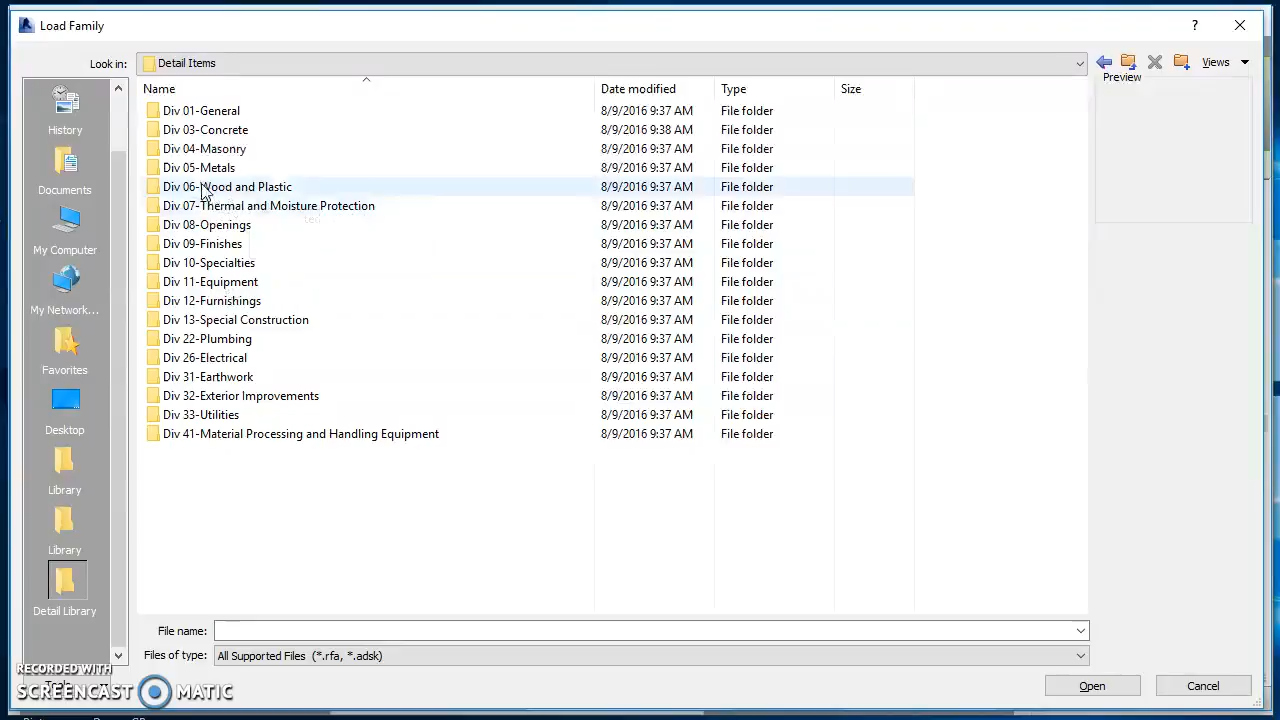 Load Family
?
Look in:
Detail Items
Views
Preview
Name
Date modified
Type
Size
Div 01-General 8/9/2016 9:37 AM File folder
Div 03-Concrete 8/9/2016 9:38 AM File folder
Div 04-Masonry 8/9/2016 9:37 AM File folder
Div 05-Metals 8/9/2016 9:37 AM File folder
Div 06-Wood and Plastic 8/9/2016 9:37 AM File folder
Div 07-Thermal and Moisture Protection 8/9/2016 9:37 AM File folder
Div 08-Openings 8/9/2016 9:37 AM File folder
Div 09-Finishes 8/9/2016 9:37 AM File folder
Div 10-Specialties 8/9/2016 9:37 AM File folder
Div 11-Equipment 8/9/2016 9:37 AM File folder
Div 12-Furnishings 8/9/2016 9:37 AM File folder
Div 13-Special Construction 8/9/2016 9:37 AM File folder
Div 22-Plumbing 8/9/2016 9:37 AM File folder
Div 26-Electrical 8/9/2016 9:37 AM File folder
Div 31-Earthwork 8/9/2016 9:37 AM File folder
Div 32-Exterior Improvements 8/9/2016 9:37 AM File folder
Div 33-Utilities 8/9/2016 9:37 AM File folder
Div 41-Material Processing and Handling Equipment 8/9/2016 9:37 AM File folder
History
Documents
My Computer
My Network...
Favorites
Desktop
Library
Library
Detail Library
File name:
Files of type: All Supported Files (*.rfa, *.adsk)
Tools
Open
Cancel
RECORDED WITH
SCREENCAST MATIC